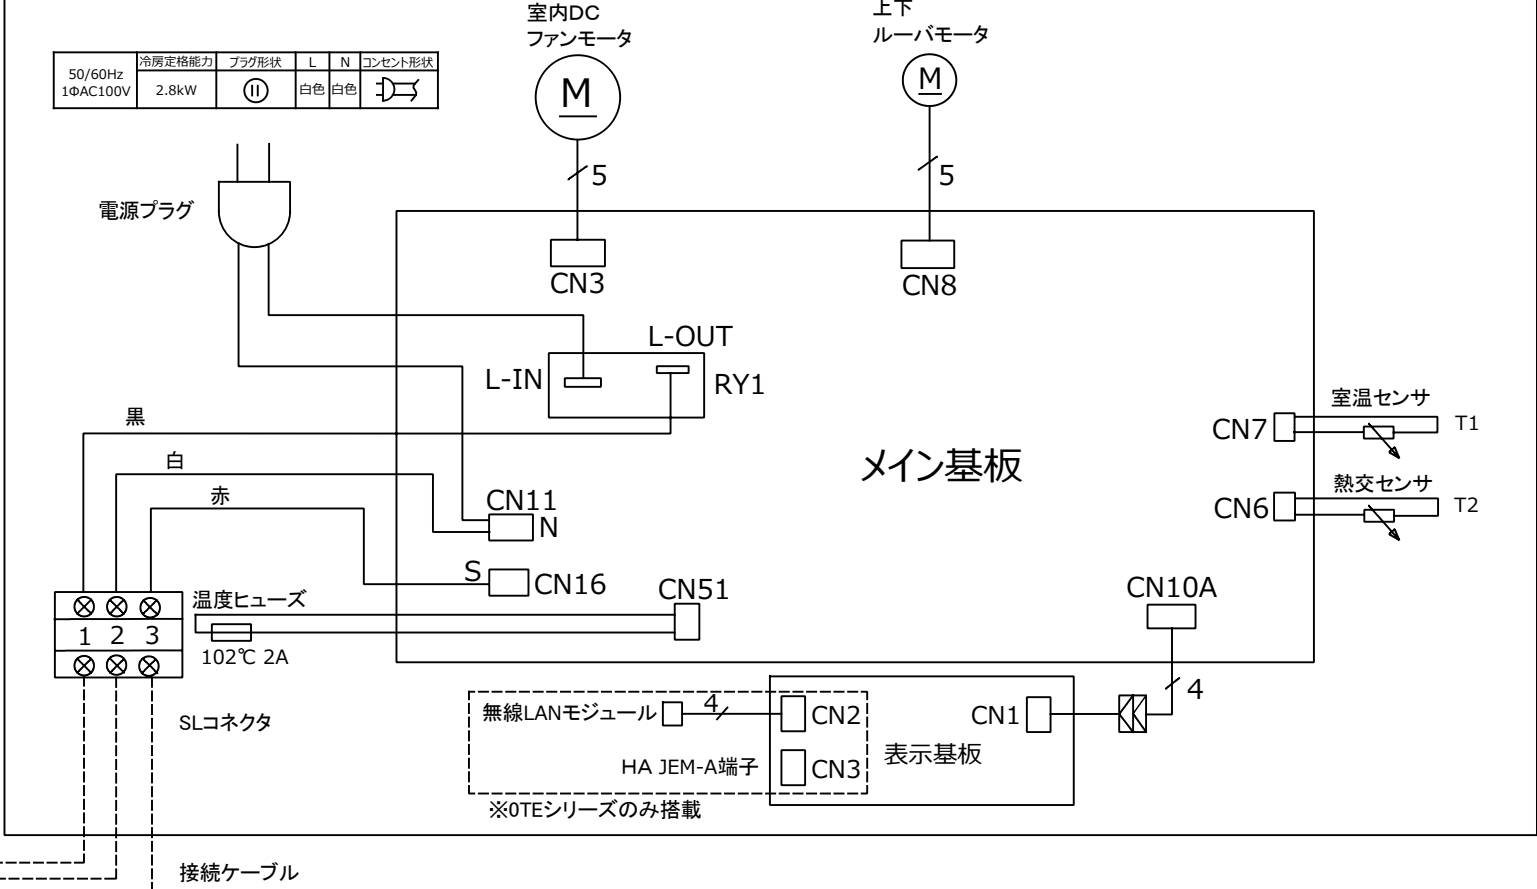 室内DC
ファンモータ
上下
ルーバモータ
50/60Hz
1ΦAC100V
冷房定格能力
プラグ形状
L
N
コンセント形状
2.8kW
白色
白色
M
M
5
5
電源プラグ
CN3
CN8
L-OUT
L-IN
RY1
黒
白
赤
メイン基板
CN7
室温センサ
T1
CN6
熱交センサ
T2
CN11
N
S
CN16
CN51
温度ヒューズ
102℃ 2A
1 2 3
CN10A
4
SLコネクタ
無線LANモジュール
4
CN2
CN1
HA JEM-A端子
CN3
表示基板
※0TEシリーズのみ搭載
接続ケーブル